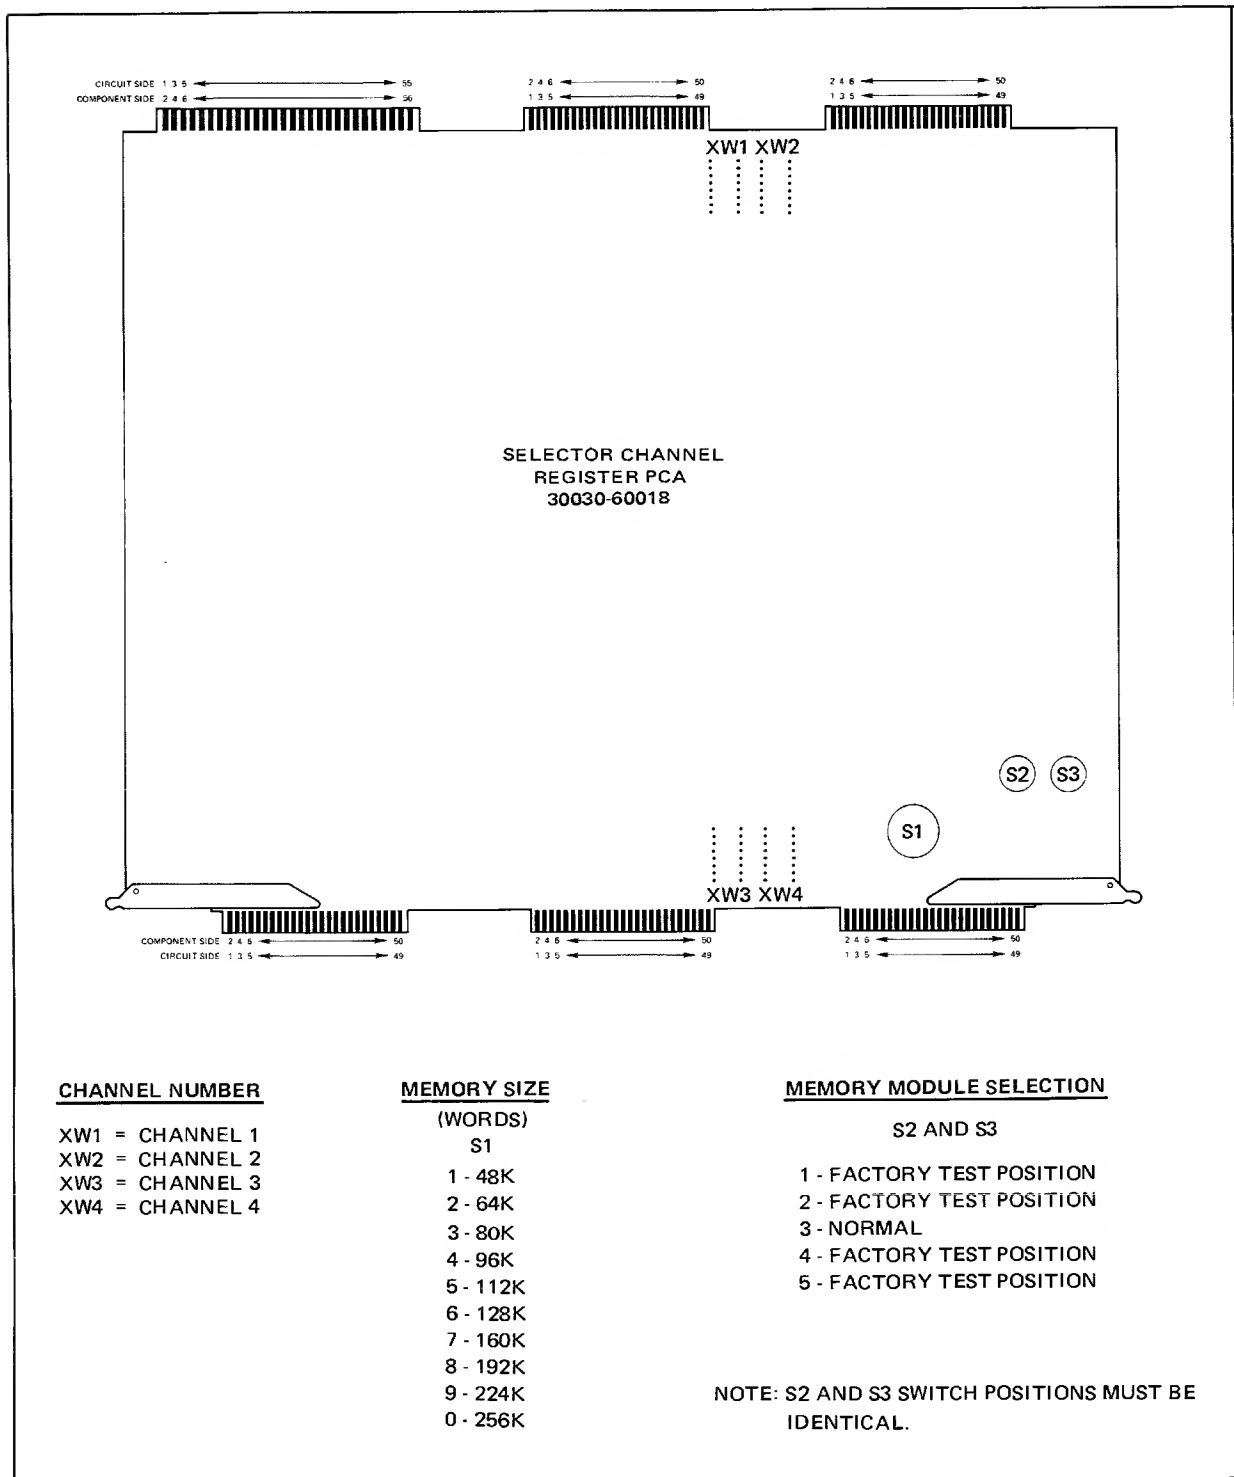 CIRCUIT SIDE 1 3 5 55
COMPONENT SIDE 2 4 6 56
2 4 6 50
1 3 5 49
2 4 6 50
1 3 5 49
XW1 XW2
SELECTOR CHANNEL
REGISTER PCA
30030-60018
S2 S3
S1
XW3 XW4
COMPONENT SIDE 2 4 6 50
CIRCUIT SIDE 1 3 5 49
2 4 6 50
1 3 5 49
2 4 6 50
1 3 5 49
CHANNEL NUMBER
XW1 = CHANNEL 1
XW2 = CHANNEL 2
XW3 = CHANNEL 3
XW4 = CHANNEL 4
MEMORY SIZE
(WORDS)
S1
1 - 48K
2 - 64K
3 - 80K
4 - 96K
5 - 112K
6 - 128K
7 - 160K
8 - 192K
9 - 224K
0 - 256K
MEMORY MODULE SELECTION
S2 AND S3
1 - FACTORY TEST POSITION
2 - FACTORY TEST POSITION
3 - NORMAL
4 - FACTORY TEST POSITION
5 - FACTORY TEST POSITION
NOTE: S2 AND S3 SWITCH POSITIONS MUST BE
IDENTICAL.